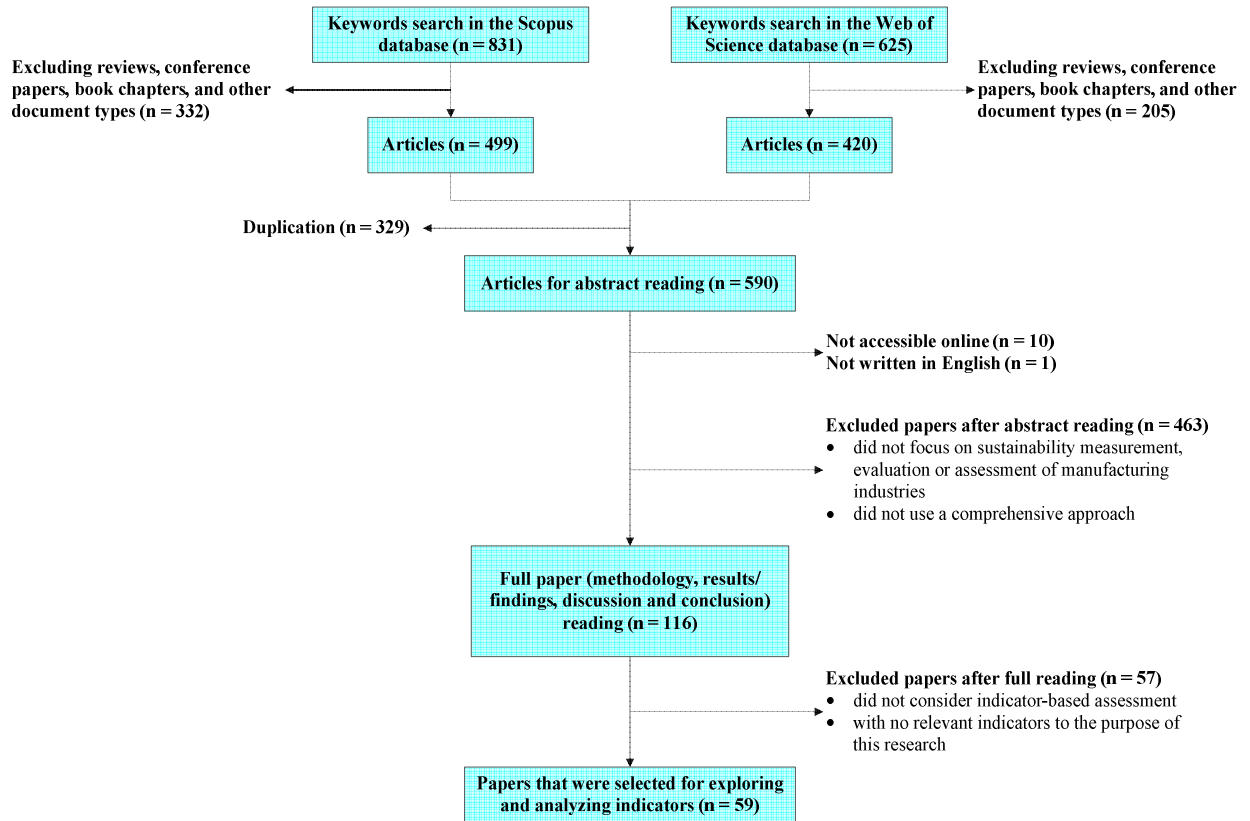 Keywords search in the Scopus
database (n = 831)
Keywords search in the Web of
Science database (n = 625)
Excluding reviews, conference
papers, book chapters, and other
document types (n = 332)
Excluding reviews, conference
papers, book chapters, and other
document types (n = 205)
Articles (n = 499)
Articles (n = 420)
Duplication (n = 329)
Articles for abstract reading (n = 590)
Not accessible online (n = 10)
Not written in English (n = 1)
Excluded papers after abstract reading (n = 463)
• did not focus on sustainability measurement,
evaluation or assessment of manufacturing
industries
• did not use a comprehensive approach
Full paper (methodology, results/
findings, discussion and conclusion)
reading (n = 116)
Excluded papers after full reading (n = 57)
• did not consider indicator-based assessment
• with no relevant indicators to the purpose of
this research
Papers that were selected for exploring
and analyzing indicators (n = 59)